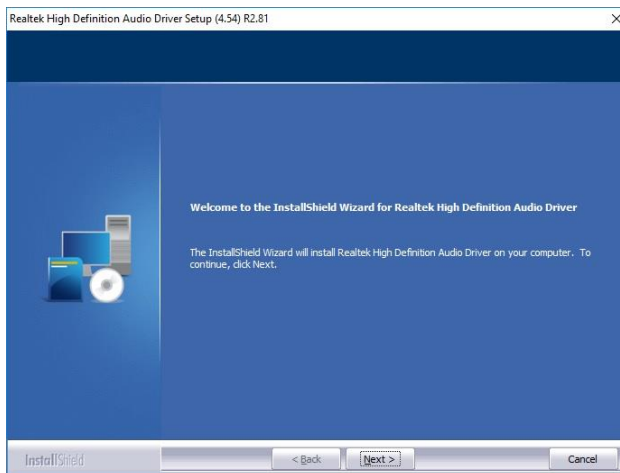 Realtek High Definition Audio Driver Setup (4.54) R2.81
Welcome to the InstallShield Wizard for Realtek High Definition Audio Driver
The InstallShield Wizard will install Realtek High Definition Audio Driver on your computer. To
continue, click Next.
InstallShield
< Back
Next >
Cancel